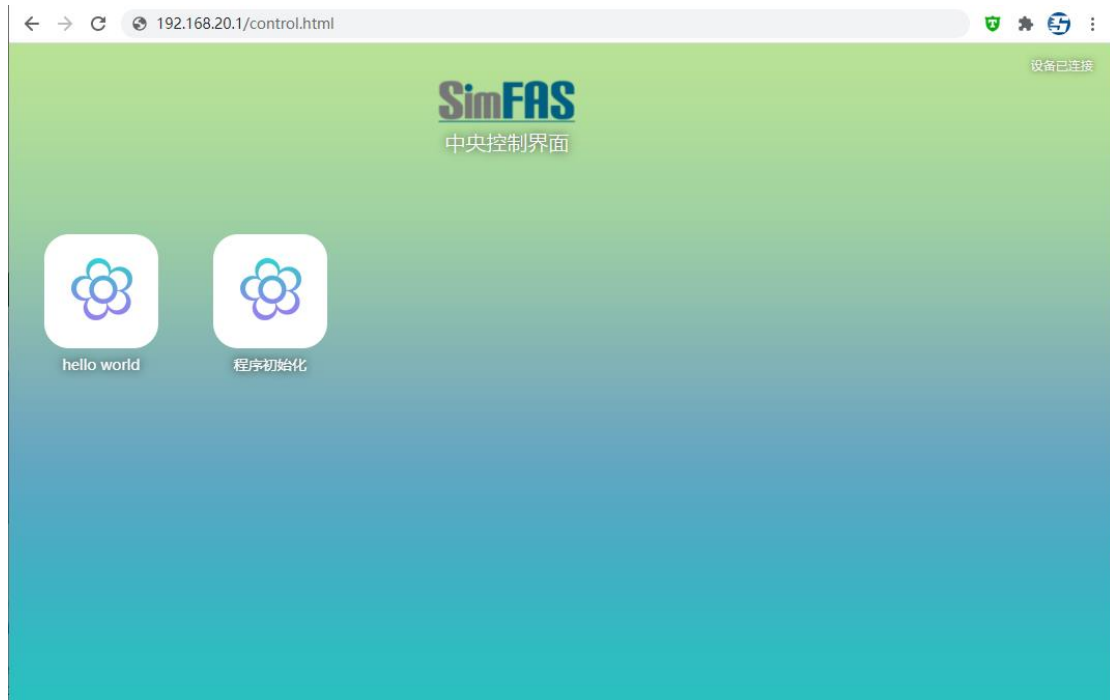 192.168.20.1/control.html
设备已连接
SimFAS
中央控制界面
hello world
程序初始化